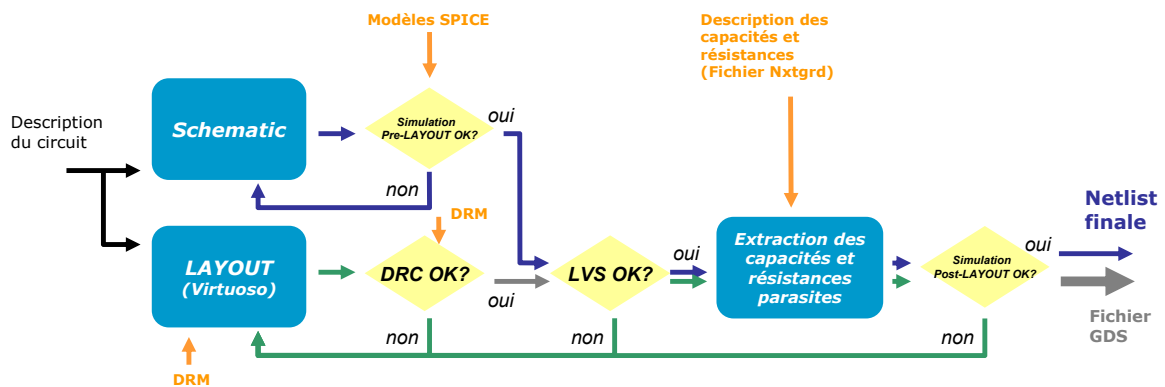 Modèles SPICE
Description des
capacités et
résistances
(Fichier Nxtgrd)
Description
du circuit
Schematic
Simulation
Pre-LAYOUT OK?
oui
non
DRM
LAYOUT
(Virtuoso)
DRC OK?
oui
LVS OK?
oui
Extraction des
capacités et
résistances
parasites
Simulation
Post-LAYOUT OK?
oui
Netlist
finale
Fichier
GDS
non
non
non
DRM